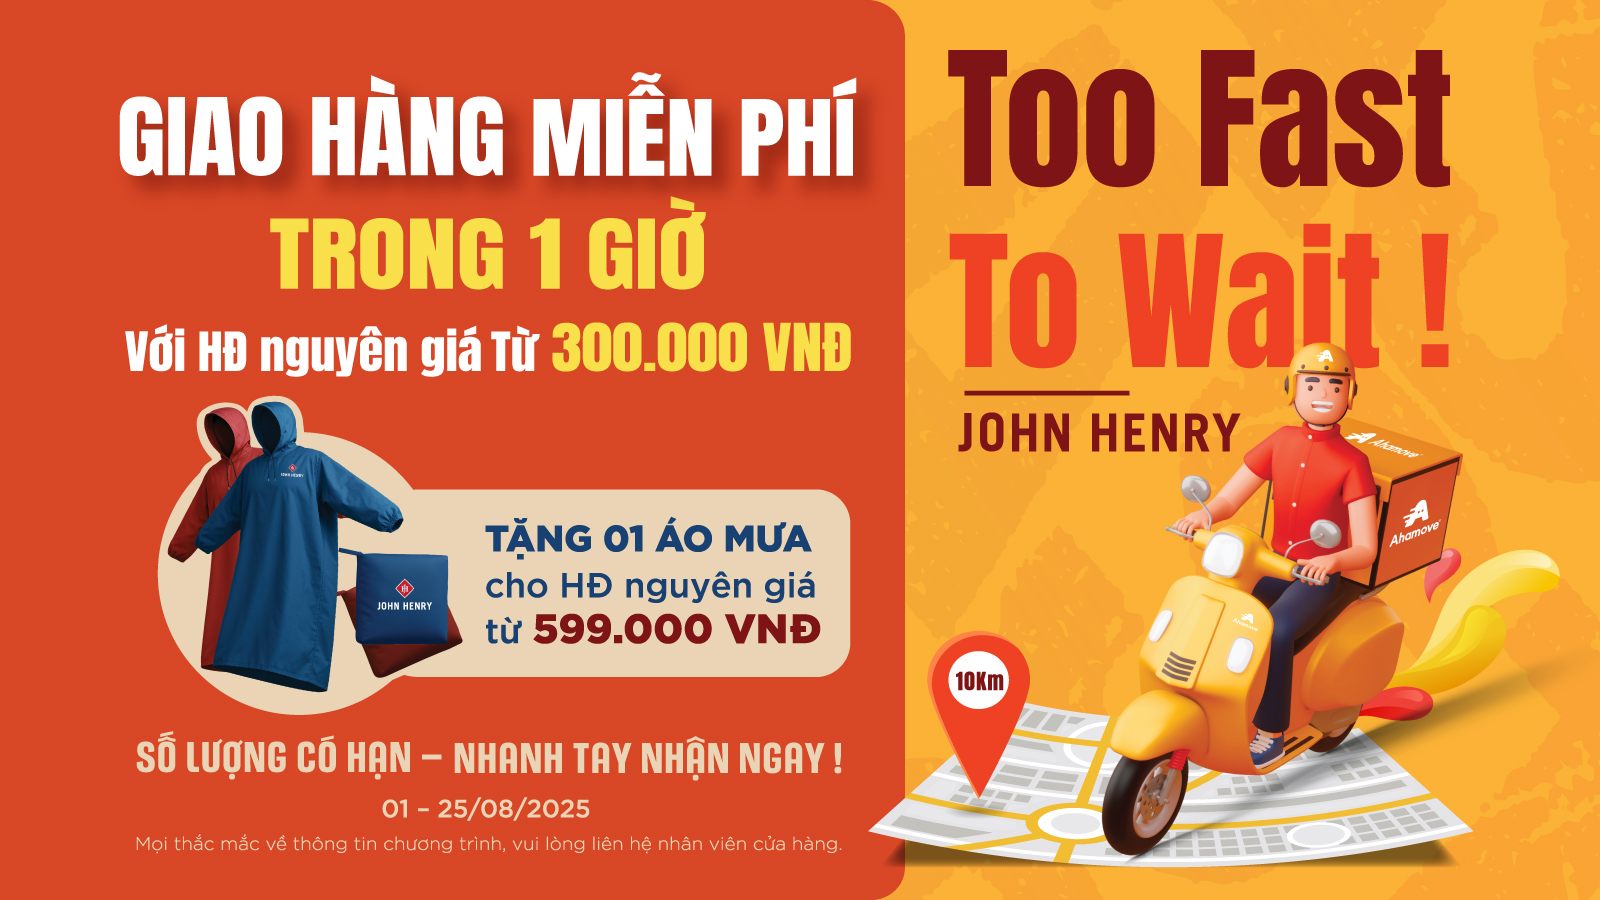 GIAO HÀNG MIỄN PHÍ
TRONG 1 GIỜ
Với HĐ nguyên giá Từ 300.000 VNĐ
JOHN HENRY
JOHN HENRY
TẶNG 01 ÁO MƯA
cho HĐ nguyên giá
từ 599.000 VNĐ
SỐ LƯỢNG CÓ HẠN – NHANH TAY NHẬN NGAY !
01 – 25/08/2025
Mọi thắc mắc về thông tin chương trình, vui lòng liên hệ nhân viên cửa hàng.
Too Fast
To Wait !
JOHN HENRY
Ahamove
Ahamove
Ahamove
10Km